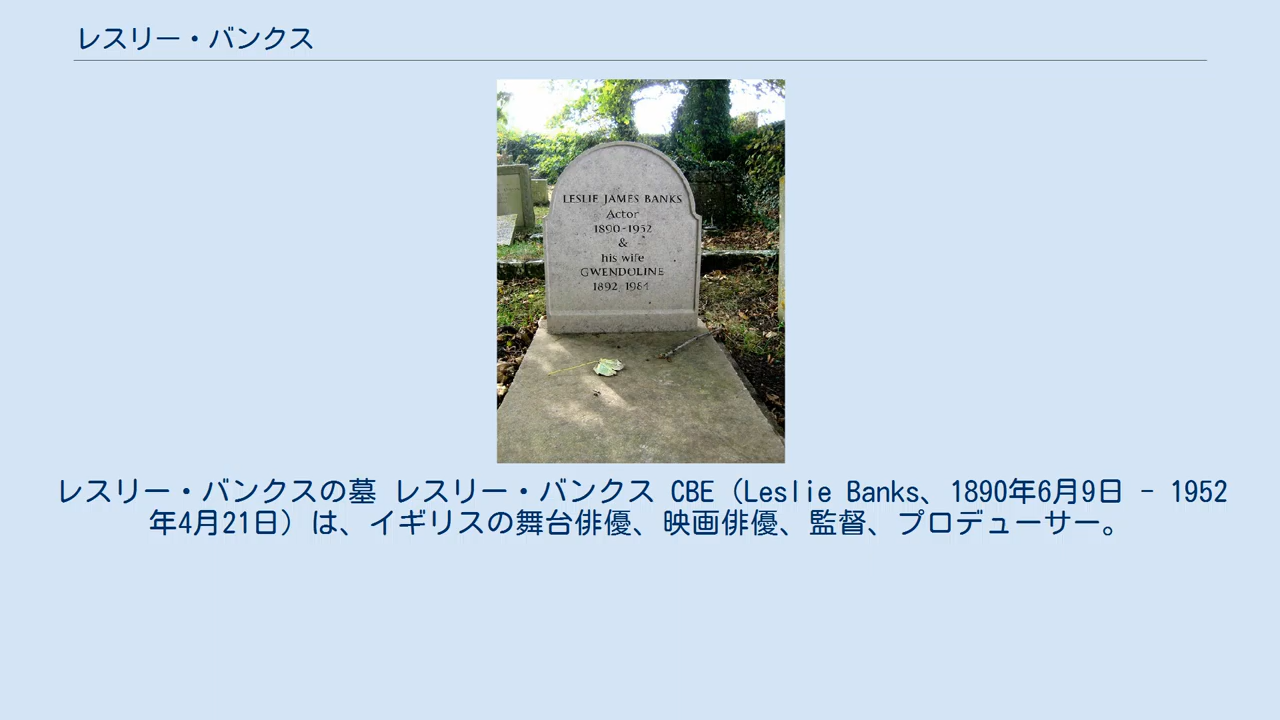 レスリー・バンクス
LESLIE JAMES BANKS
Actor
1890-1952
&
his wife
GWENDOLINE
1892 1984
レスリー・バンクスの墓 レスリー・バンクス CBE（Leslie Banks、1890年6月9日 - 1952
年4月21日）は、イギリスの舞台俳優、映画俳優、監督、プロデューサー。